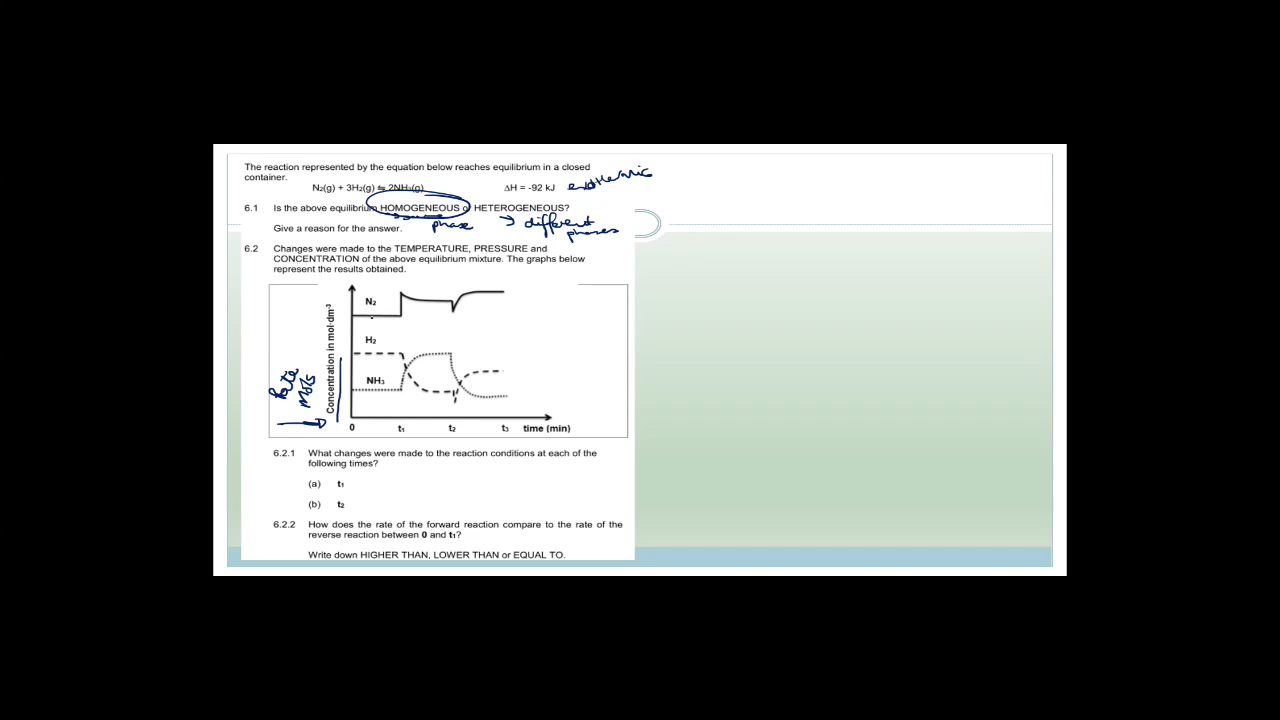 The reaction represented by the equation below reaches equilibrium in a closed
container.
N₂(g) + 3H₂(g) ⇋ 2NH₃(g) ΔH = -92 kJ exothermic
6.1 Is the above equilibrium HOMOGENEOUS or HETEROGENEOUS?
phase → different
phases
Give a reason for the answer.
6.2 Changes were made to the TEMPERATURE, PRESSURE and
CONCENTRATION of the above equilibrium mixture. The graphs below
represent the results obtained.
Concentration in mol·dm⁻³
Rate
Mols
N₂
H₂
NH₃
0 t₁ t₂ t₃ time (min)
6.2.1 What changes were made to the reaction conditions at each of the
following times?
(a) t₁
(b) t₂
6.2.2 How does the rate of the forward reaction compare to the rate of the
reverse reaction between 0 and t₁?
Write down HIGHER THAN, LOWER THAN or EQUAL TO.